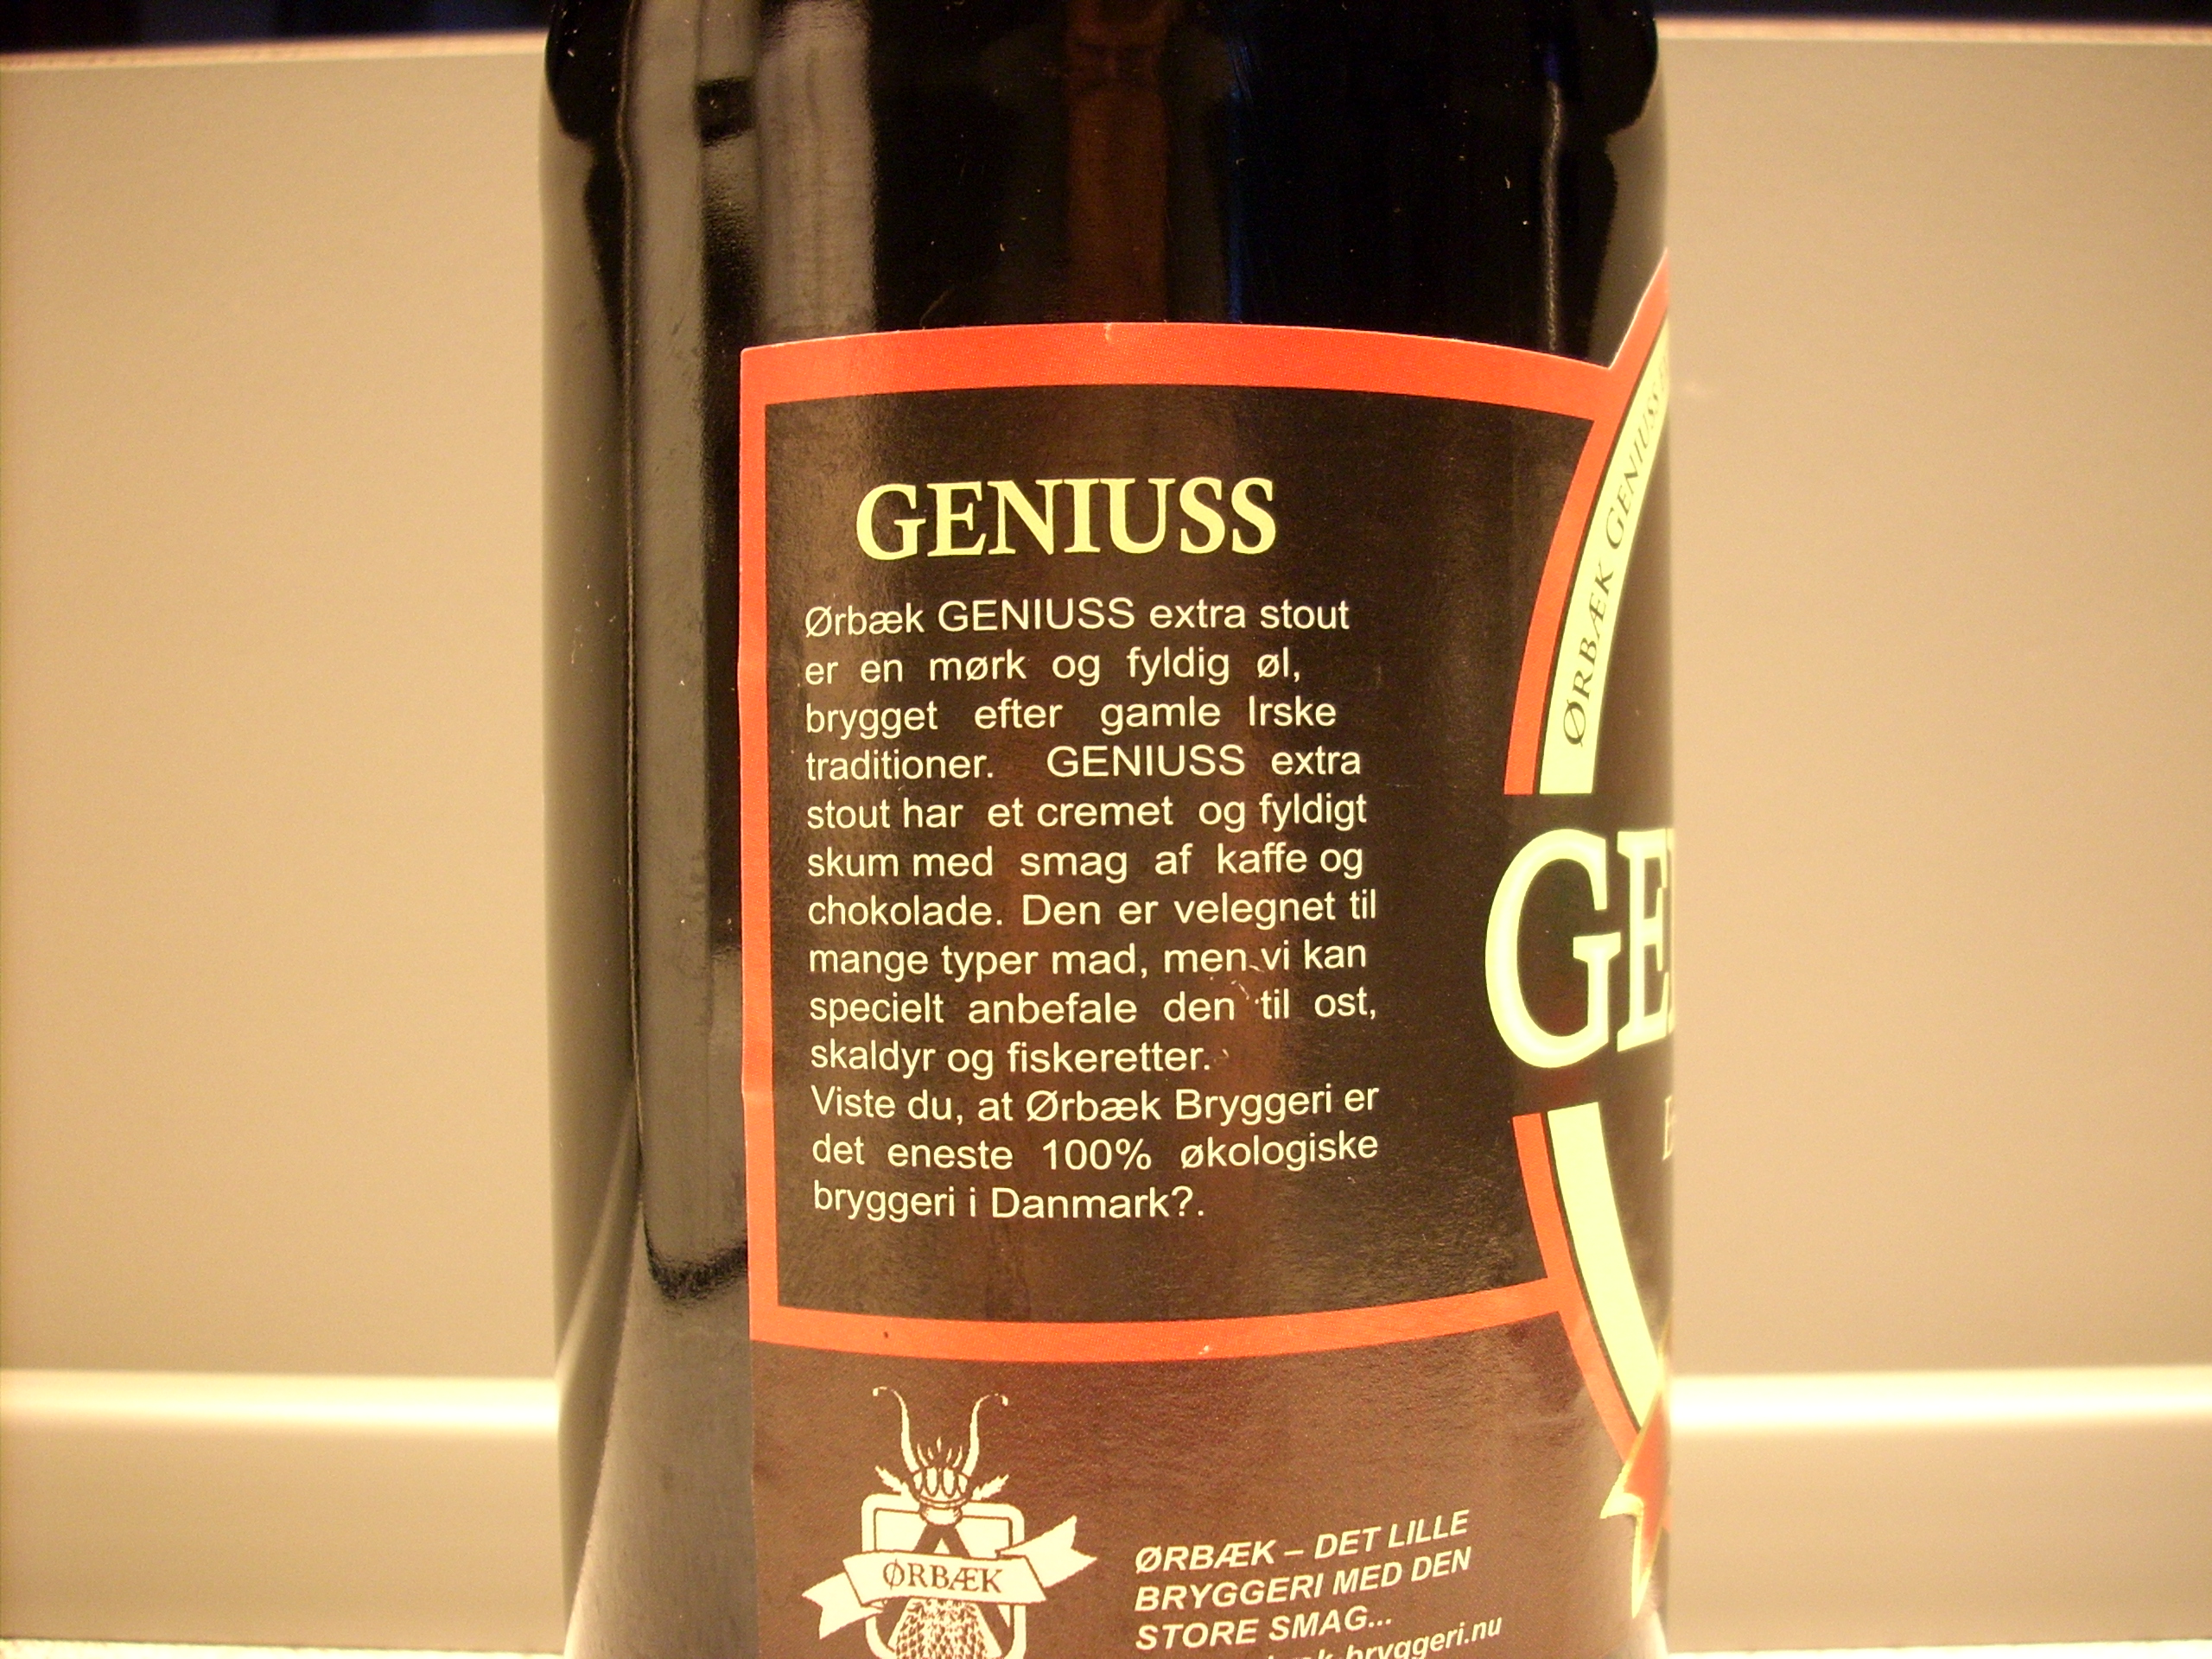 GENIUSS
Ørbæk GENIUSS extra stout
er en mørk og fyldig øl,
brygget efter gamle Irske
traditioner. GENIUSS extra
stout har et cremet og fyldigt
skum med smag af kaffe og
chokolade. Den er velegnet til
mange typer mad, men vi kan
specielt anbefale den til ost,
skaldyr og fiskeretter.
Viste du, at Ørbæk Bryggeri er
det eneste 100% økologiske
bryggeri i Danmark?.
ØRBÆK
ØRBÆK – DET LILLE
BRYGGERI MED DEN
STORE SMAG...
ØRBÆK GENIUSS